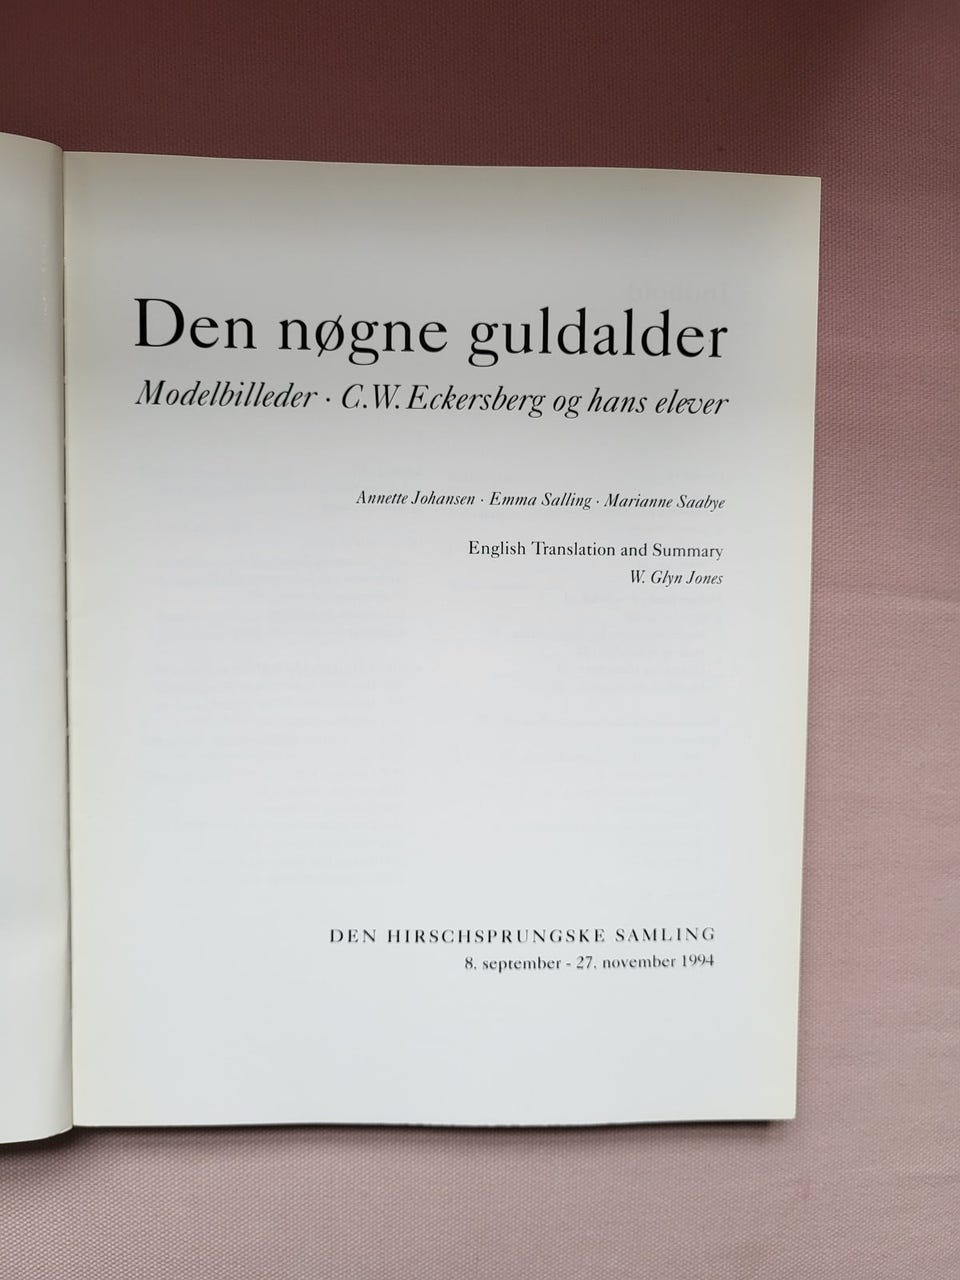 Den nøgne guldalder
Modelbilleder · C.W. Eckersberg og hans elever
Annette Johansen · Emma Salling · Marianne Saabye
English Translation and Summary
W. Glyn Jones
DEN HIRSCHSPRUNGSKE SAMLING
8. september - 27. november 1994